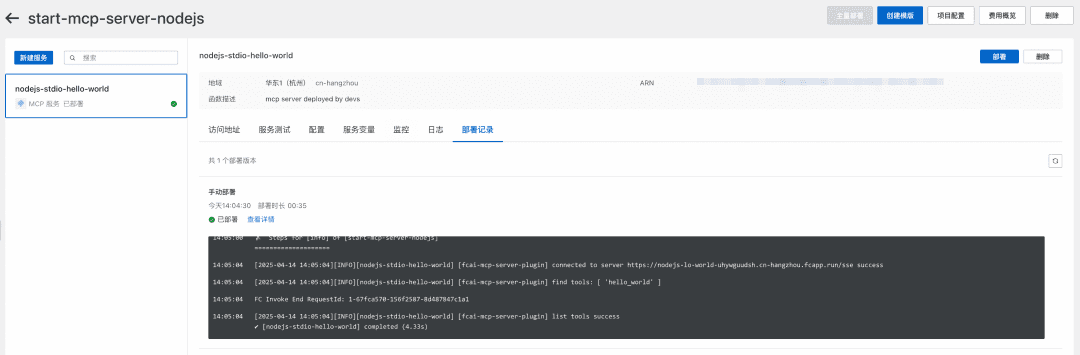 start-mcp-server-nodejs
全量部署 创建模版 项目配置 费用概览 删除
新建服务 搜索
nodejs-stdio-hello-world
MCP 服务 已部署
nodejs-stdio-hello-world
部署 删除
地域 华东1（杭州） cn-hangzhou ARN
函数描述 mcp server deployed by devs
访问地址 服务测试 配置 服务变量 监控 日志 部署记录
共 1 个部署版本
手动部署
今天14:04:30 部署时长 00:35
已部署 查看详情
14:05:00 Steps for [info] of [start-mcp-server-nodejs]
====================
14:05:04 [2025-04-14 14:05:04][INFO][nodejs-stdio-hello-world] [fcai-mcp-server-plugin] connected to server https://nodejs-lo-world-uhywguudsh.cn-hangzhou.fcapp.run/sse success
14:05:04 [2025-04-14 14:05:04][INFO][nodejs-stdio-hello-world] [fcai-mcp-server-plugin] find tools: [ 'hello_world' ]
14:05:04 FC Invoke End RequestId: 1-67fca570-156f2587-8d487847c1a1
14:05:04 [2025-04-14 14:05:04][INFO][nodejs-stdio-hello-world] [fcai-mcp-server-plugin] list tools success
✔ [nodejs-stdio-hello-world] completed (4.33s)